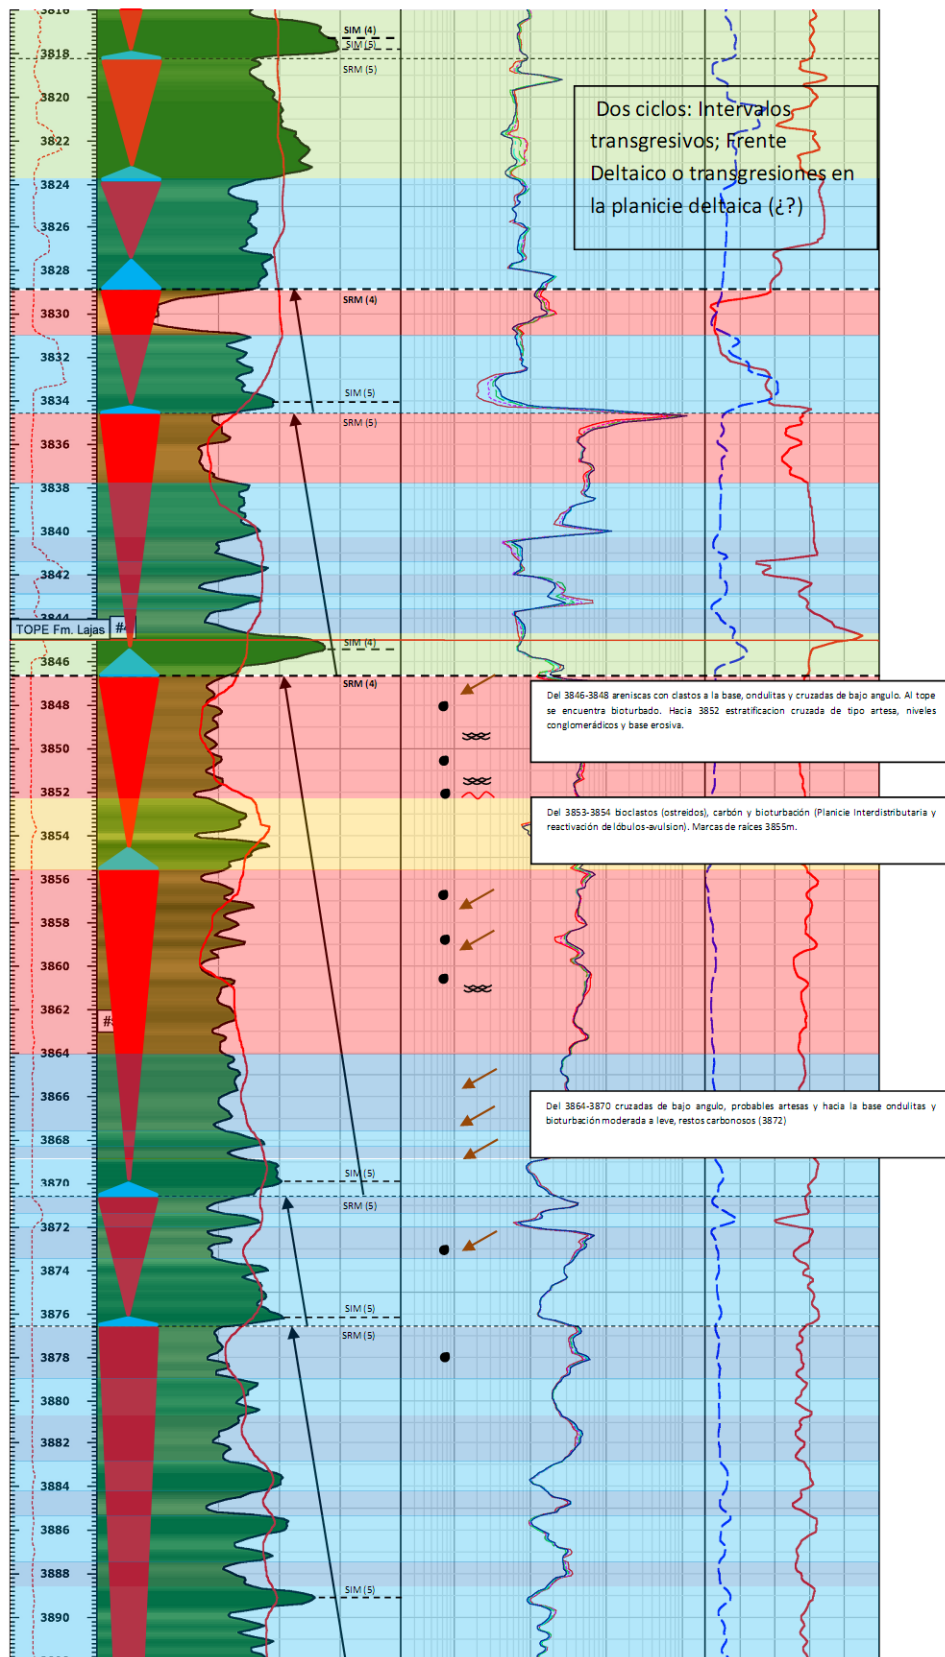 3816
SIM (4)
3818
SIM (5)
SRM (5)
3820
Dos ciclos: Intervalos
transgresivos; Frente
Deltaico o transgresiones en
la planicie deltaica (¿?)
3822
3824
3826
3828
SRM (4)
3830
3832
3834
SIM (5)
SRM (5)
3836
3838
3840
3842
3844
TOPE Fm. Lajas
SIM (4)
3846
SRM (4)
Del 3846-3848 areniscas con clastos a la base, ondulitas y cruzadas de bajo angulo. Al tope
se encuentra bioturbado. Hacia 3852 estratificacion cruzada de tipo artesa, niveles
conglomerádicos y base erosiva.
3848
3850
3852
Del 3853-3854 bioclastos (ostreidos), carbón y bioturbación (Planicie Interdistributaria y
reactivación de lóbulos-avulsion). Marcas de raíces 3855m.
3854
3856
3858
3860
3862
3864
Del 3864-3870 cruzadas de bajo angulo, probables artesas y hacia la base ondulitas y
bioturbación moderada a leve, restos carbonosos (3872)
3866
3868
3870
SIM (5)
SRM (5)
3872
3874
3876
SIM (5)
SRM (5)
3878
3880
3882
3884
3886
3888
SIM (5)
3890